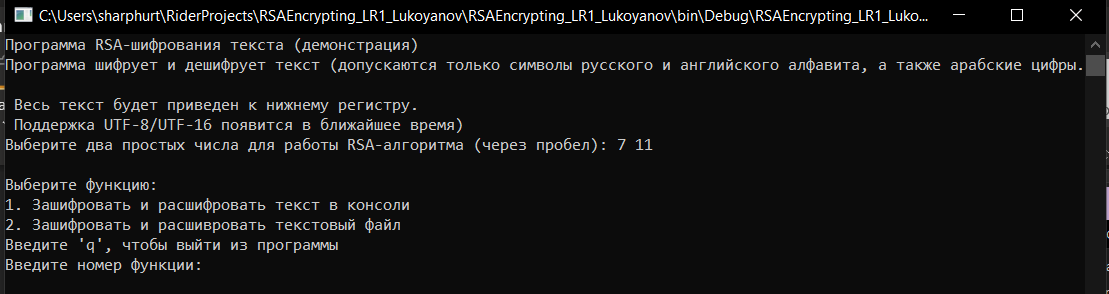 C:\Users\sharphurt\RiderProjects\RSAEncrypting_LR1_Lukoyanov\RSAEncrypting_LR1_Lukoyanov\bin\Debug\RSAEncrypting_LR1_Luko...
Программа RSA-шифрования текста (демонстрация)
Программа шифрует и дешифрует текст (допускаются только символы русского и английского алфавита, а также арабские цифры.
Весь текст будет приведен к нижнему регистру.
Поддержка UTF-8/UTF-16 появится в ближайшее время)
Выберите два простых числа для работы RSA-алгоритма (через пробел): 7 11
Выберите функцию:
1. Зашифровать и расшифровать текст в консоли
2. Зашифровать и расшивровать текстовый файл
Введите 'q', чтобы выйти из программы
Введите номер функции: